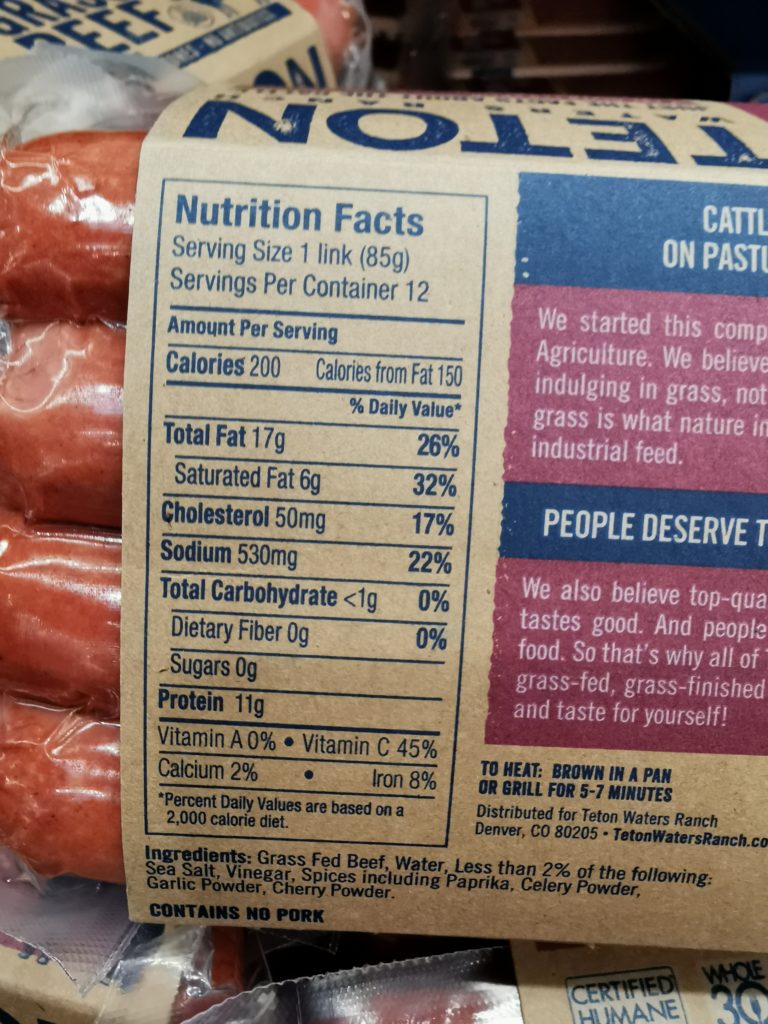 BEEF
TETON
WATERS RANCH
Nutrition Facts
Serving Size 1 link (85g)
Servings Per Container 12
Amount Per Serving
Calories 200 Calories from Fat 150
% Daily Value*
Total Fat 17g 26%
Saturated Fat 6g 32%
Cholesterol 50mg 17%
Sodium 530mg 22%
Total Carbohydrate <1g 0%
Dietary Fiber 0g 0%
Sugars 0g
Protein 11g
Vitamin A 0% • Vitamin C 45%
Calcium 2% • Iron 8%
*Percent Daily Values are based on a
2,000 calorie diet.
Ingredients: Grass Fed Beef, Water, Less than 2% of the following:
Sea Salt, Vinegar, Spices including Paprika, Celery Powder,
Garlic Powder, Cherry Powder.
CONTAINS NO PORK
CATTL
ON PASTU
We started this comp
Agriculture. We believe
indulging in grass, not
grass is what nature in
industrial feed.
PEOPLE DESERVE T
We also believe top-qua
tastes good. And people
food. So that's why all of
grass-fed, grass-finished
and taste for yourself!
TO HEAT: BROWN IN A PAN
OR GRILL FOR 5-7 MINUTES
Distributed for Teton Waters Ranch
Denver, CO 80205 • TetonWatersRanch.co
CERTIFIED
HUMANE
WHOLE
30